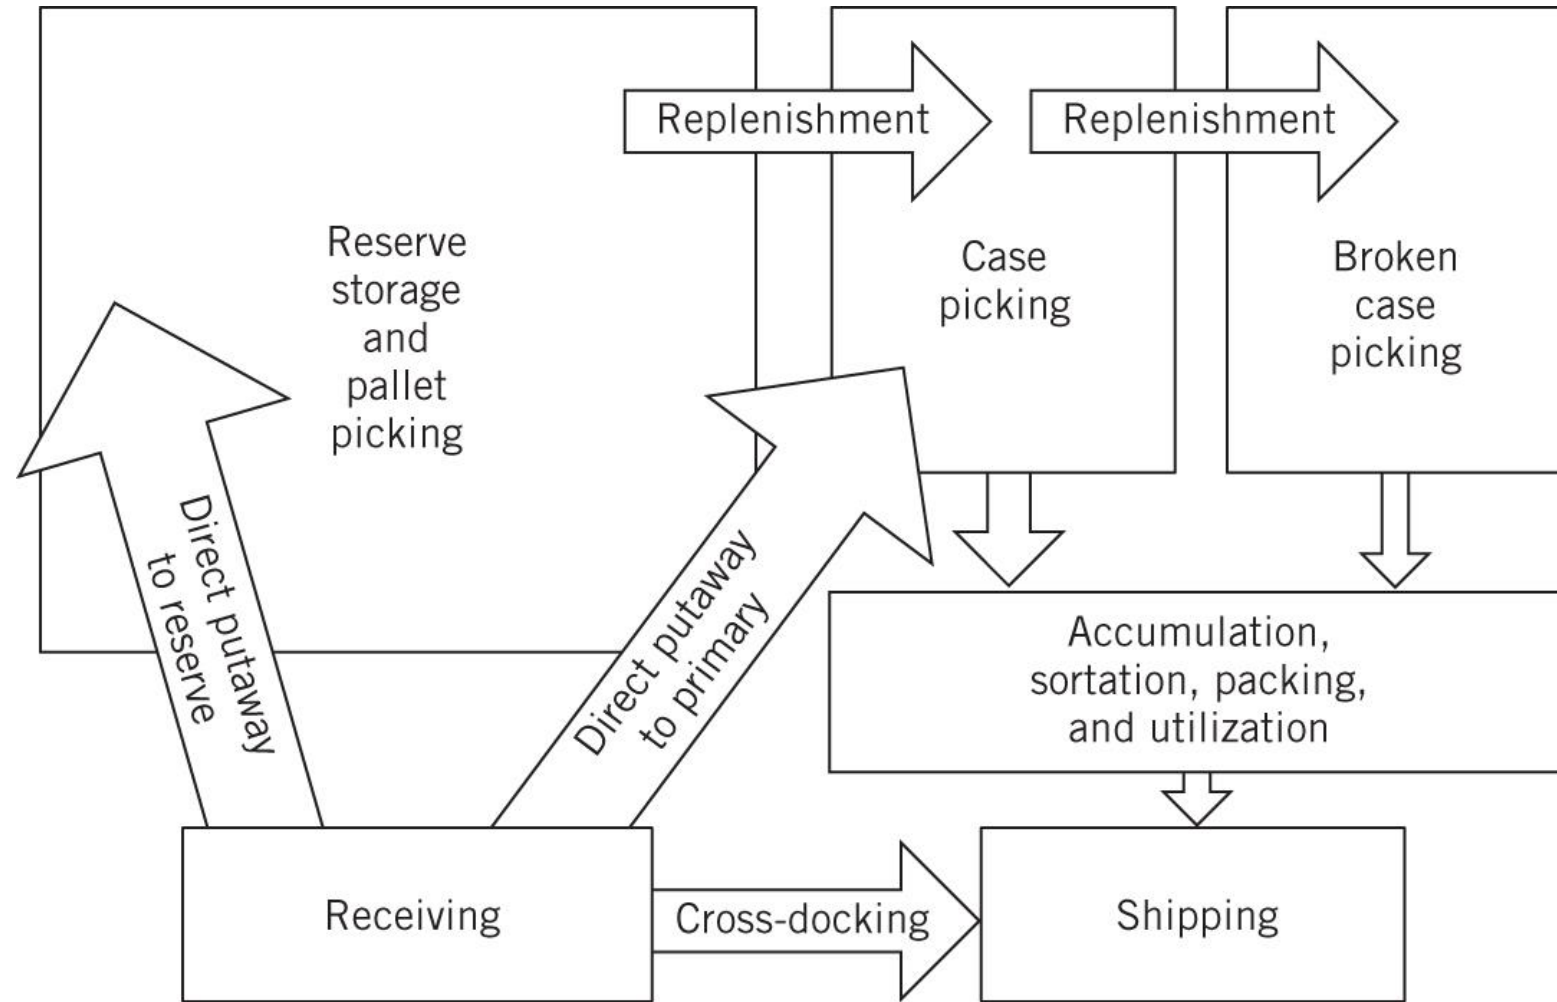 Replenishment
Replenishment
Reserve
storage
and
pallet
picking
Case
picking
Broken
case
picking
Direct putaway
to reserve
Direct putaway
to primary
Accumulation,
sortation, packing,
and utilization
Receiving
Cross-docking
Shipping